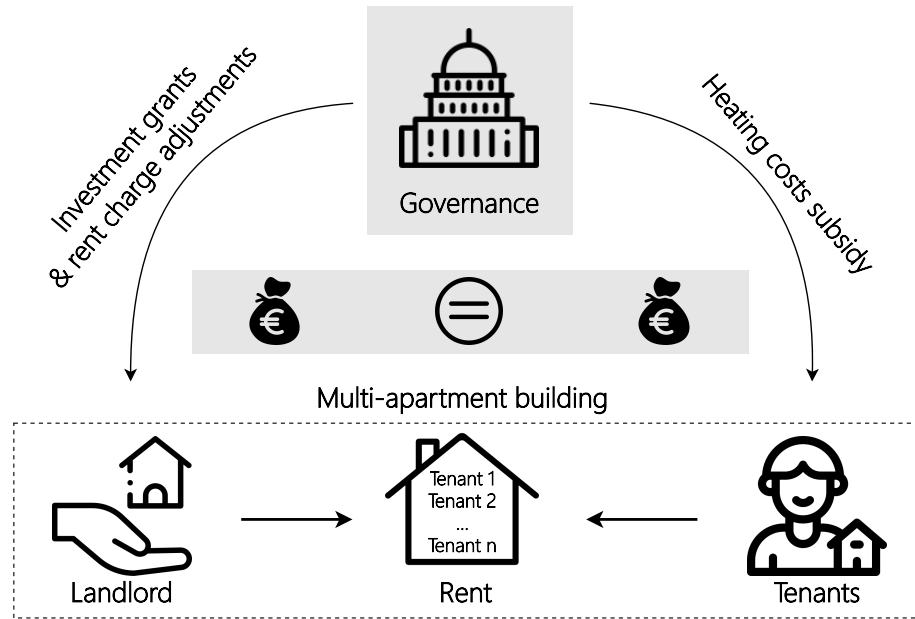 Investment grants
& rent charge adjustments
Governance
Heating costs subsidy
€
=
€
Multi-apartment building
Tenant 1
Tenant 2
...
Tenant n
Landlord
Rent
Tenants